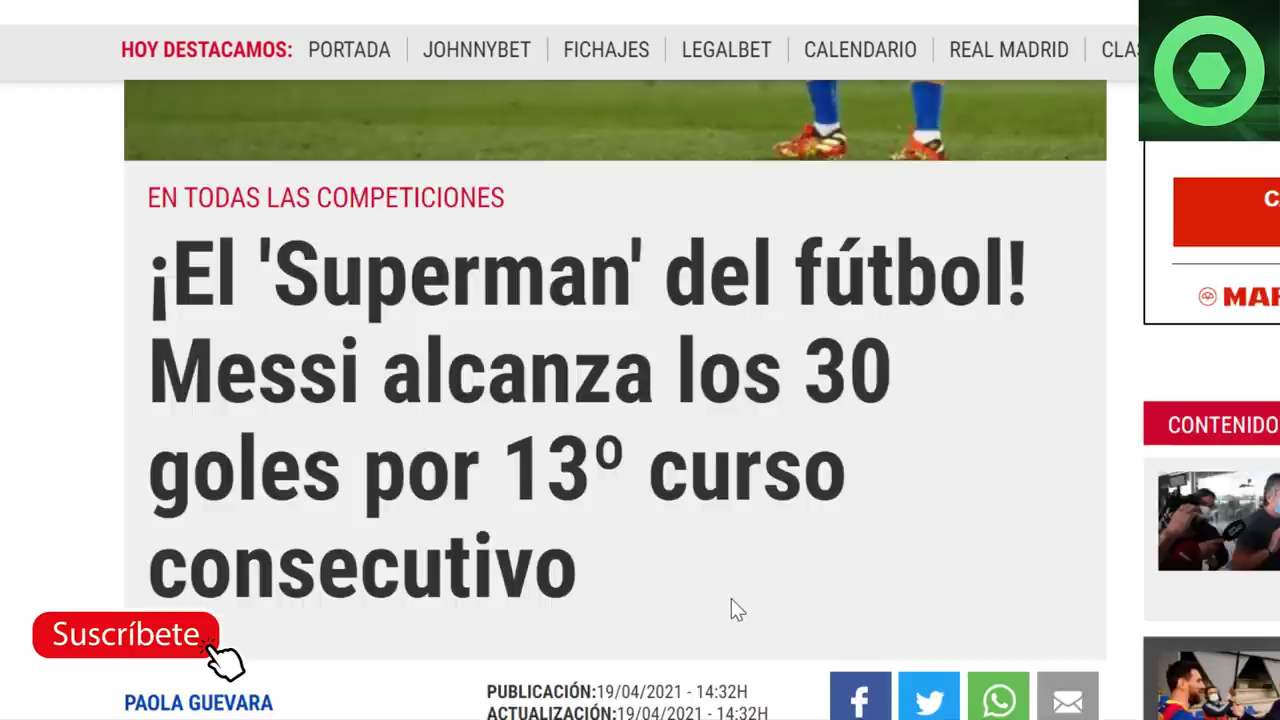 HOY DESTACAMOS: PORTADA JOHNNYBET FICHAJES LEGALBET CALENDARIO REAL MADRID
EN TODAS LAS COMPETICIONES
¡El 'Superman' del fútbol!
Messi alcanza los 30
goles por 13º curso
consecutivo
Suscríbete
PAOLA GUEVARA
PUBLICACIÓN:19/04/2021 - 14:32H
ACTUALIZACIÓN:19/04/2021 - 14:32H
CONTENIDO